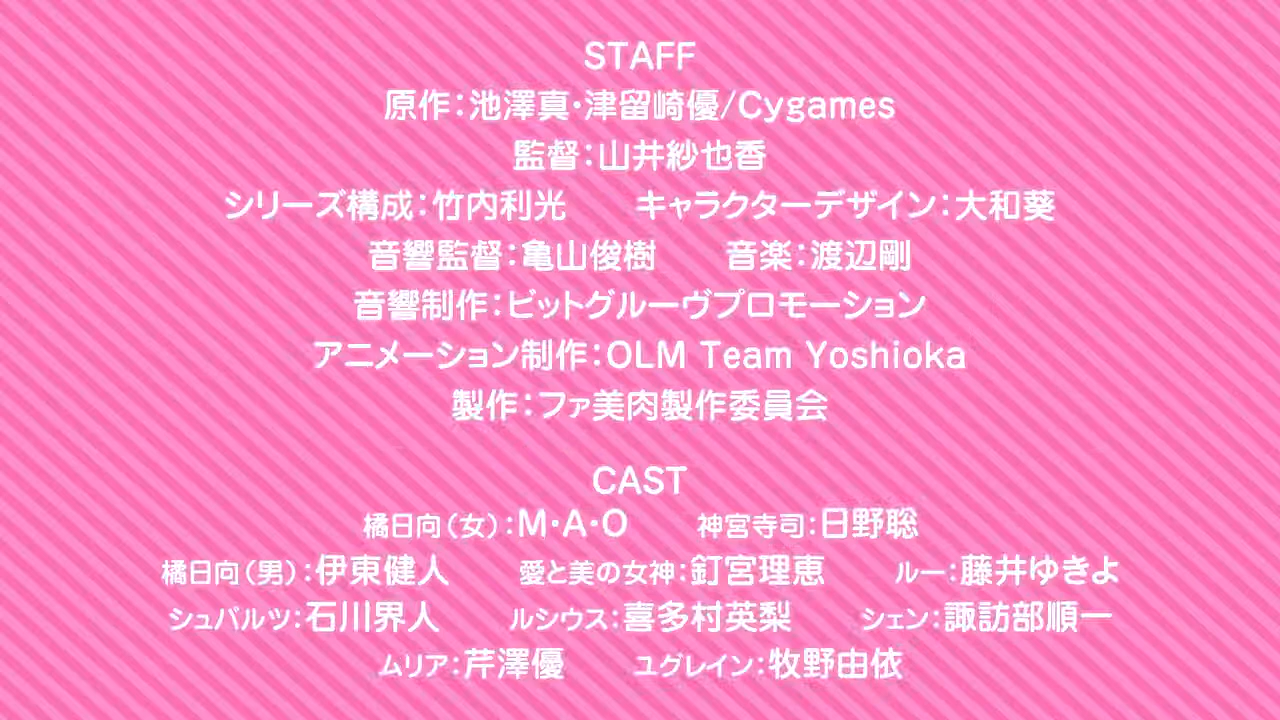 STAFF
原作：池澤真・津留崎優/Cygames
監督：山井紗也香
シリーズ構成：竹内利光　キャラクターデザイン：大和葵
音響監督：亀山俊樹　音楽：渡辺剛
音響制作：ビットグルーヴプロモーション
アニメーション制作：OLM Team Yoshioka
製作：ファ美肉製作委員会
CAST
橘日向（女）：M・A・O　神宮寺司：日野聡
橘日向（男）：伊東健人　愛と美の女神：釘宮理恵　ルー：藤井ゆきよ
シュバルツ：石川界人　ルシウス：喜多村英梨　シェン：諏訪部順一
ムリア：芹澤優　ユグレイン：牧野由依